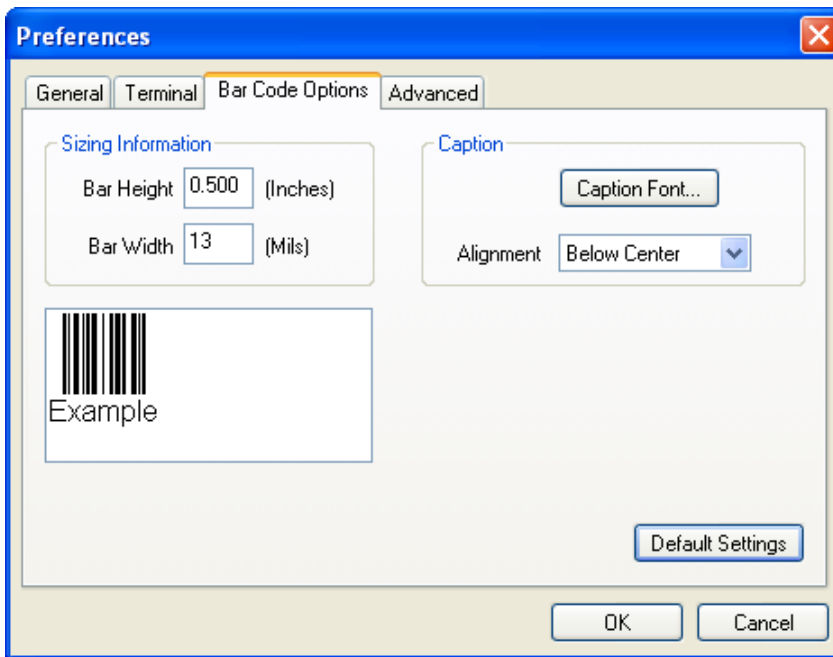 Preferences
General Terminal Bar Code Options Advanced
Sizing Information
Bar Height 0.500 (Inches)
Bar Width 13 (Mils)
Caption
Caption Font...
Alignment Below Center
Example
Default Settings
OK Cancel